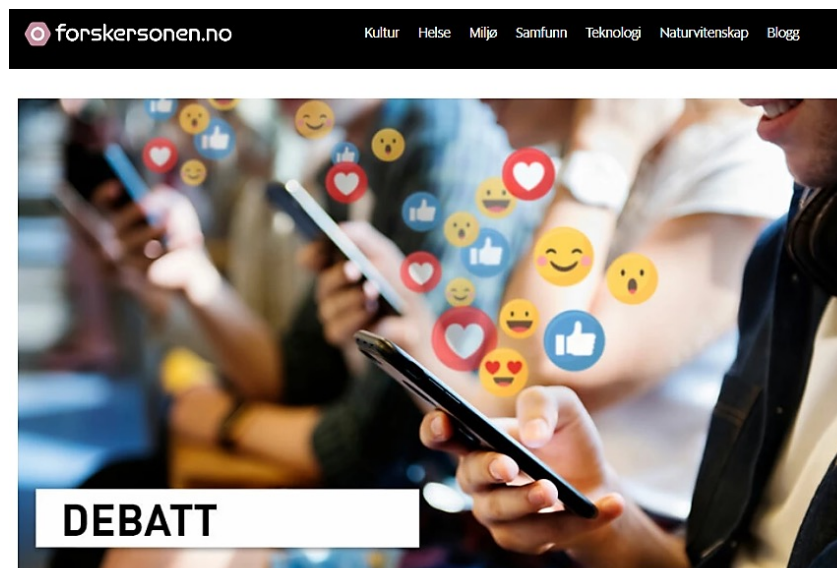 forskersonen.no
Kultur Helse Miljø Samfunn Teknologi Naturvitenskap Blogg
DEBATT